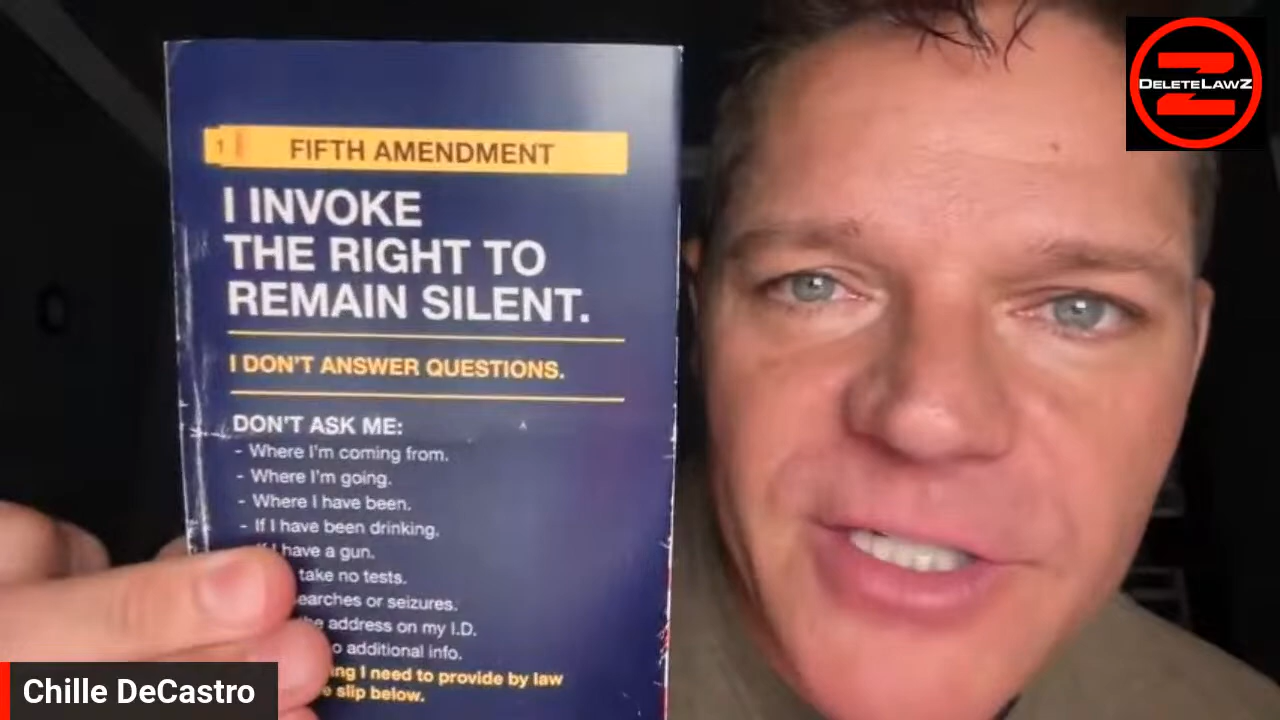 DELETELAWZ
1 FIFTH AMENDMENT
I INVOKE
THE RIGHT TO
REMAIN SILENT.
I DON'T ANSWER QUESTIONS.
DON'T ASK ME:
- Where I'm coming from.
- Where I'm going.
- Where I have been.
- If I have been drinking.
I have a gun.
take no tests.
or seizures.
address on my I.D.
additional info.
I need to provide by law
slip below.
Chille DeCastro